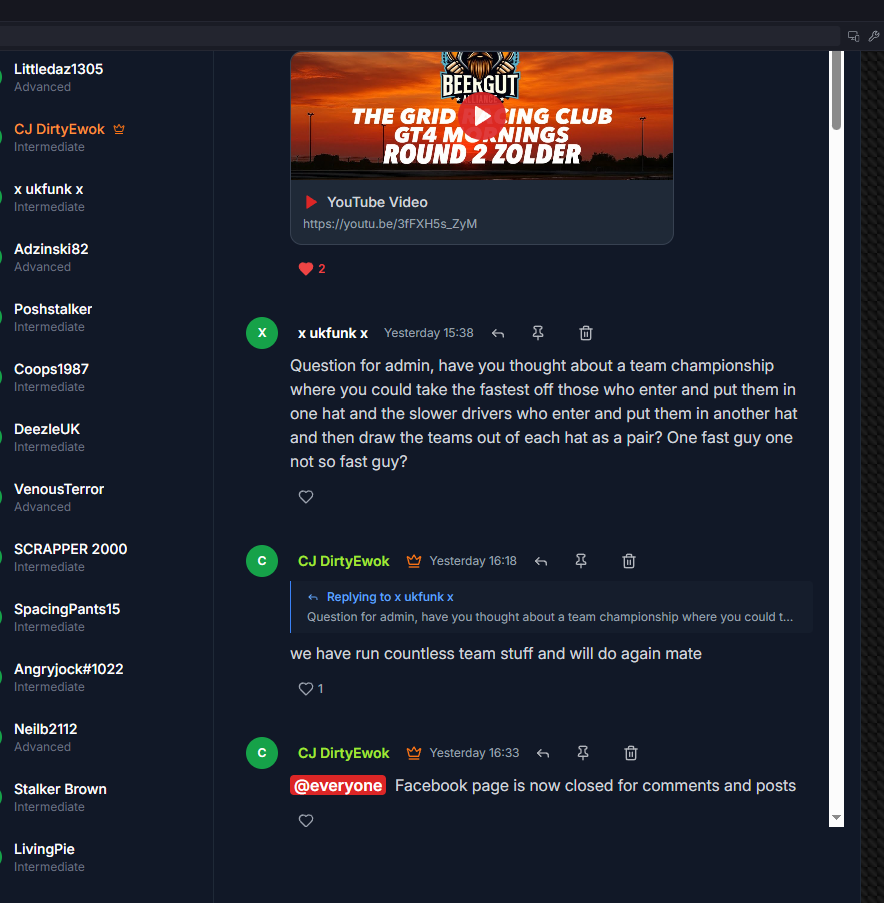 Littledaz1305
Advanced
CJ DirtyEwok
Intermediate
x ukfunk x
Intermediate
Adzinski82
Advanced
Poshstalker
Intermediate
Coops1987
Intermediate
DeezleUK
Intermediate
VenousTerror
Advanced
SCRAPPER 2000
Intermediate
SpacingPants15
Intermediate
Angryjock#1022
Intermediate
Neilb2112
Advanced
Stalker Brown
Intermediate
LivingPie
Intermediate
BEERGUT
ALLIANCE
THE GRID RACING CLUB
GT4 MORNINGS
ROUND 2 ZOLDER
YouTube Video
https://youtu.be/3fFXH5s_ZyM
2
X
x ukfunk x Yesterday 15:38
Question for admin, have you thought about a team championship
where you could take the fastest off those who enter and put them in
one hat and the slower drivers who enter and put them in another hat
and then draw the teams out of each hat as a pair? One fast guy one
not so fast guy?
C
CJ DirtyEwok Yesterday 16:18
Replying to x ukfunk x
Question for admin, have you thought about a team championship where you could t...
we have run countless team stuff and will do again mate
1
C
CJ DirtyEwok Yesterday 16:33
@everyone Facebook page is now closed for comments and posts